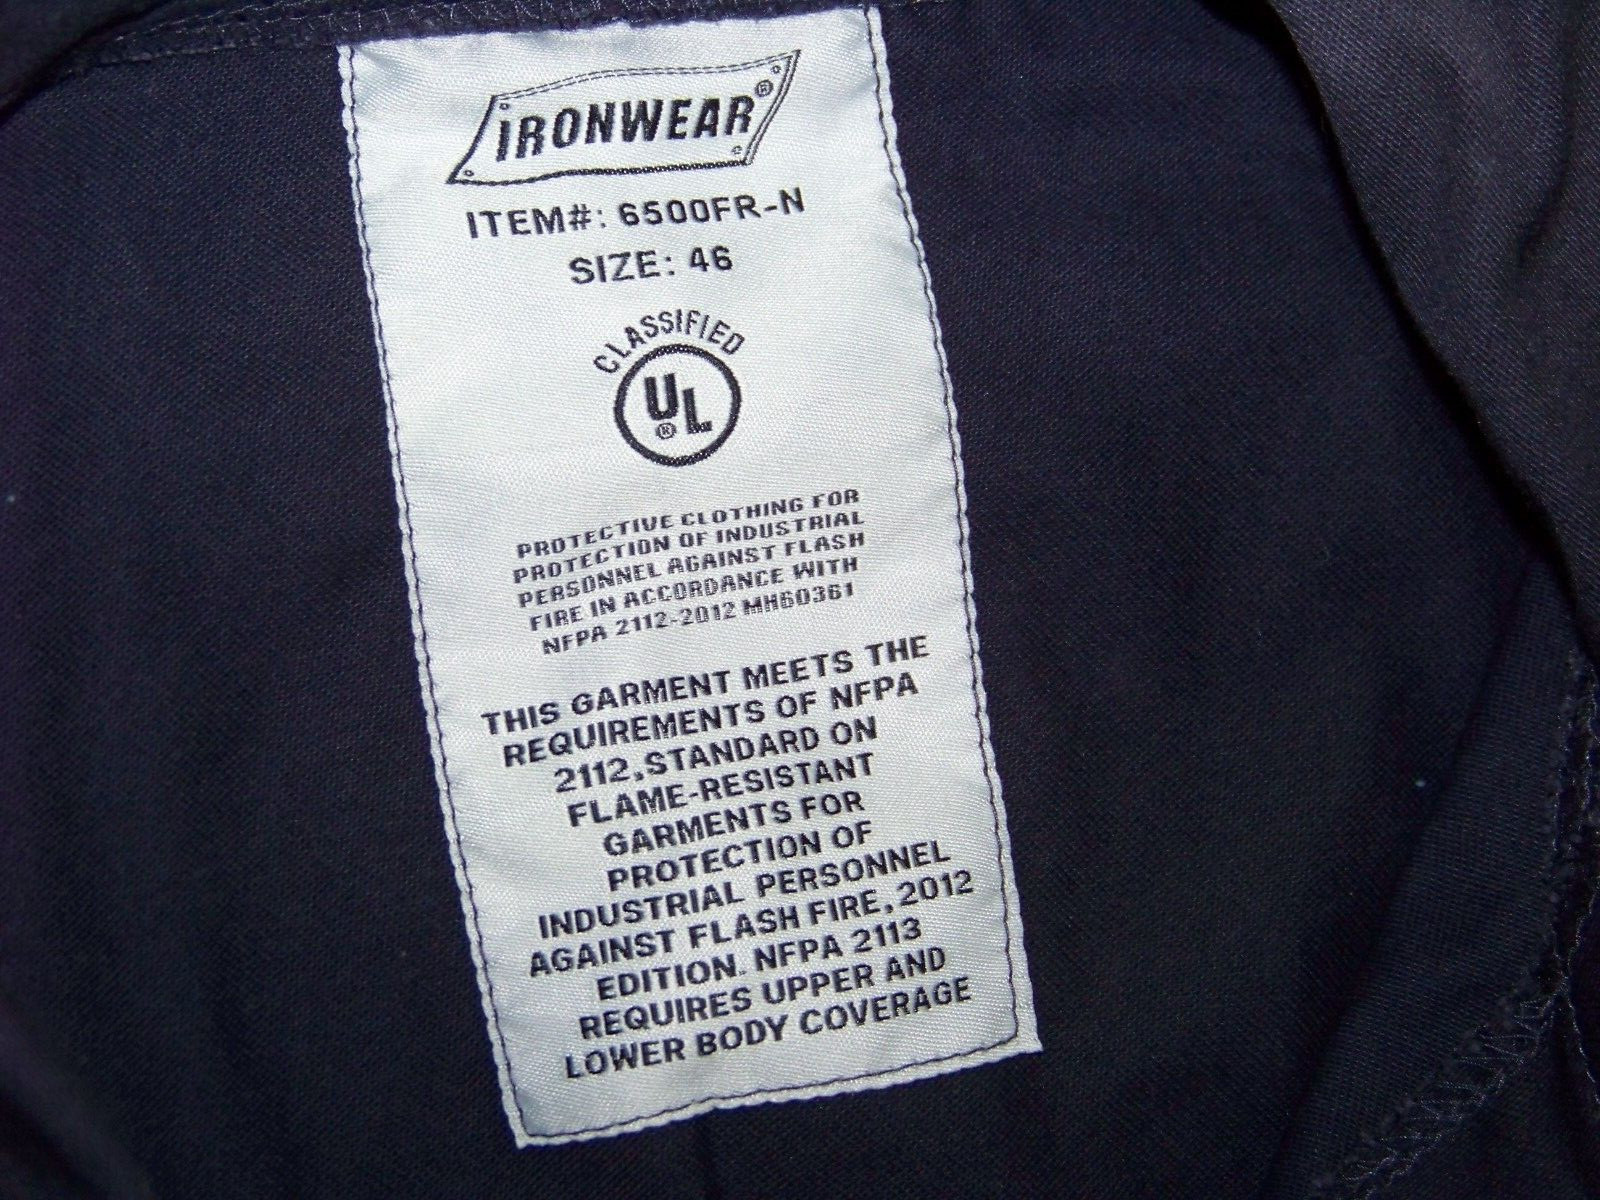 IRONWEAR®
ITEM#: 6500FR-N
SIZE: 46
CLASSIFIED
UL®
PROTECTIVE CLOTHING FOR
PROTECTION OF INDUSTRIAL
PERSONNEL AGAINST FLASH
FIRE IN ACCORDANCE WITH
NFPA 2112-2012 MH60361
THIS GARMENT MEETS THE
REQUIREMENTS OF NFPA
2112,STANDARD ON
FLAME-RESISTANT
GARMENTS FOR
PROTECTION OF
INDUSTRIAL PERSONNEL
AGAINST FLASH FIRE, 2012
EDITION. NFPA 2113
REQUIRES UPPER AND
LOWER BODY COVERAGE